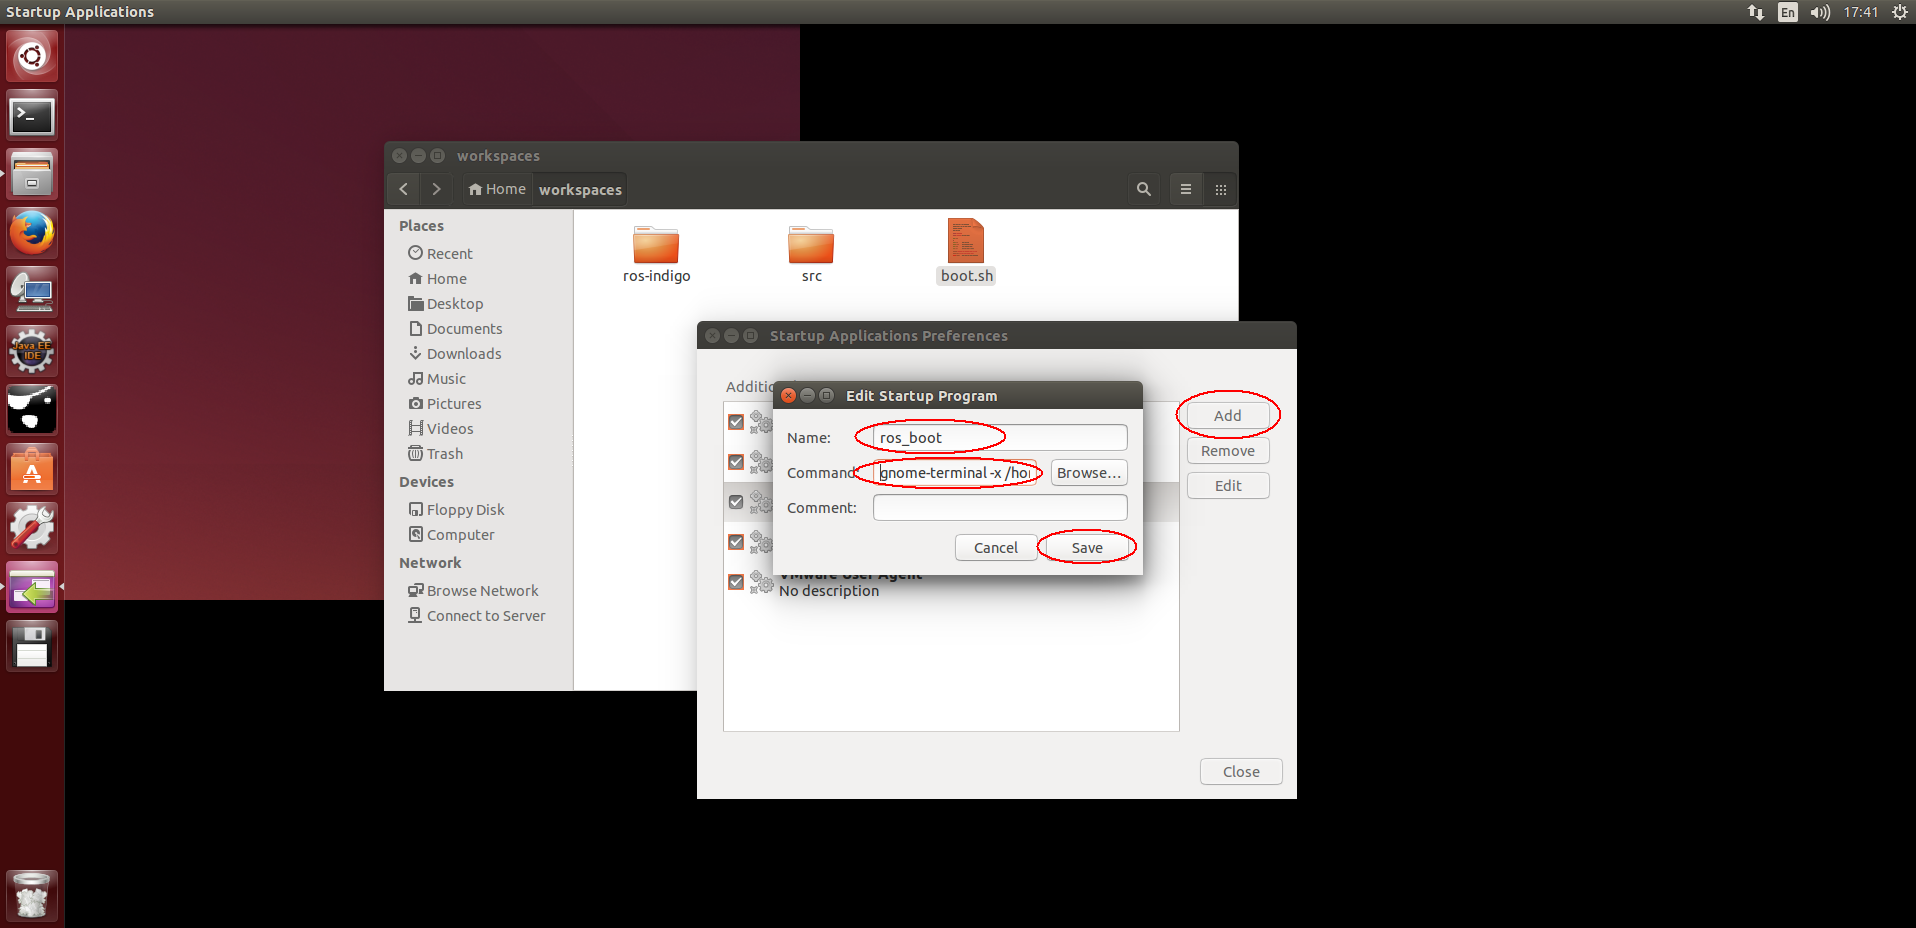 Startup Applications
En
17:41
workspaces
Home
workspaces
Places
Recent
Home
Desktop
Documents
Downloads
Music
Pictures
Videos
Trash
Devices
Floppy Disk
Computer
Network
Browse Network
Connect to Server
ros-indigo
src
boot.sh
Startup Applications Preferences
Additio
Edit Startup Program
Name:
ros_boot
Command
gnome-terminal -x /ho
Browse...
Comment:
Cancel
Save
VMware User Agent
No description
Add
Remove
Edit
Close
Java EE
IDE